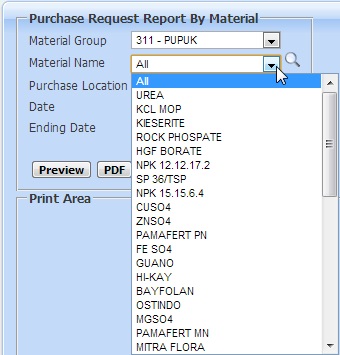 Purchase Request Report By Material
Material Group 311 - PUPUK
Material Name All
Purchase Location
Date
Ending Date
Preview PDF
Print Area
All
UREA
KCL MOP
KIESERITE
ROCK PHOSPATE
HGF BORATE
NPK 12.12.17.2
SP 36/TSP
NPK 15.15.6.4
CUSO4
ZNSO4
PAMAFERT PN
FE SO4
GUANO
HI-KAY
BAYFOLAN
OSTINDO
MGSO4
PAMAFERT MN
MITRA FLORA